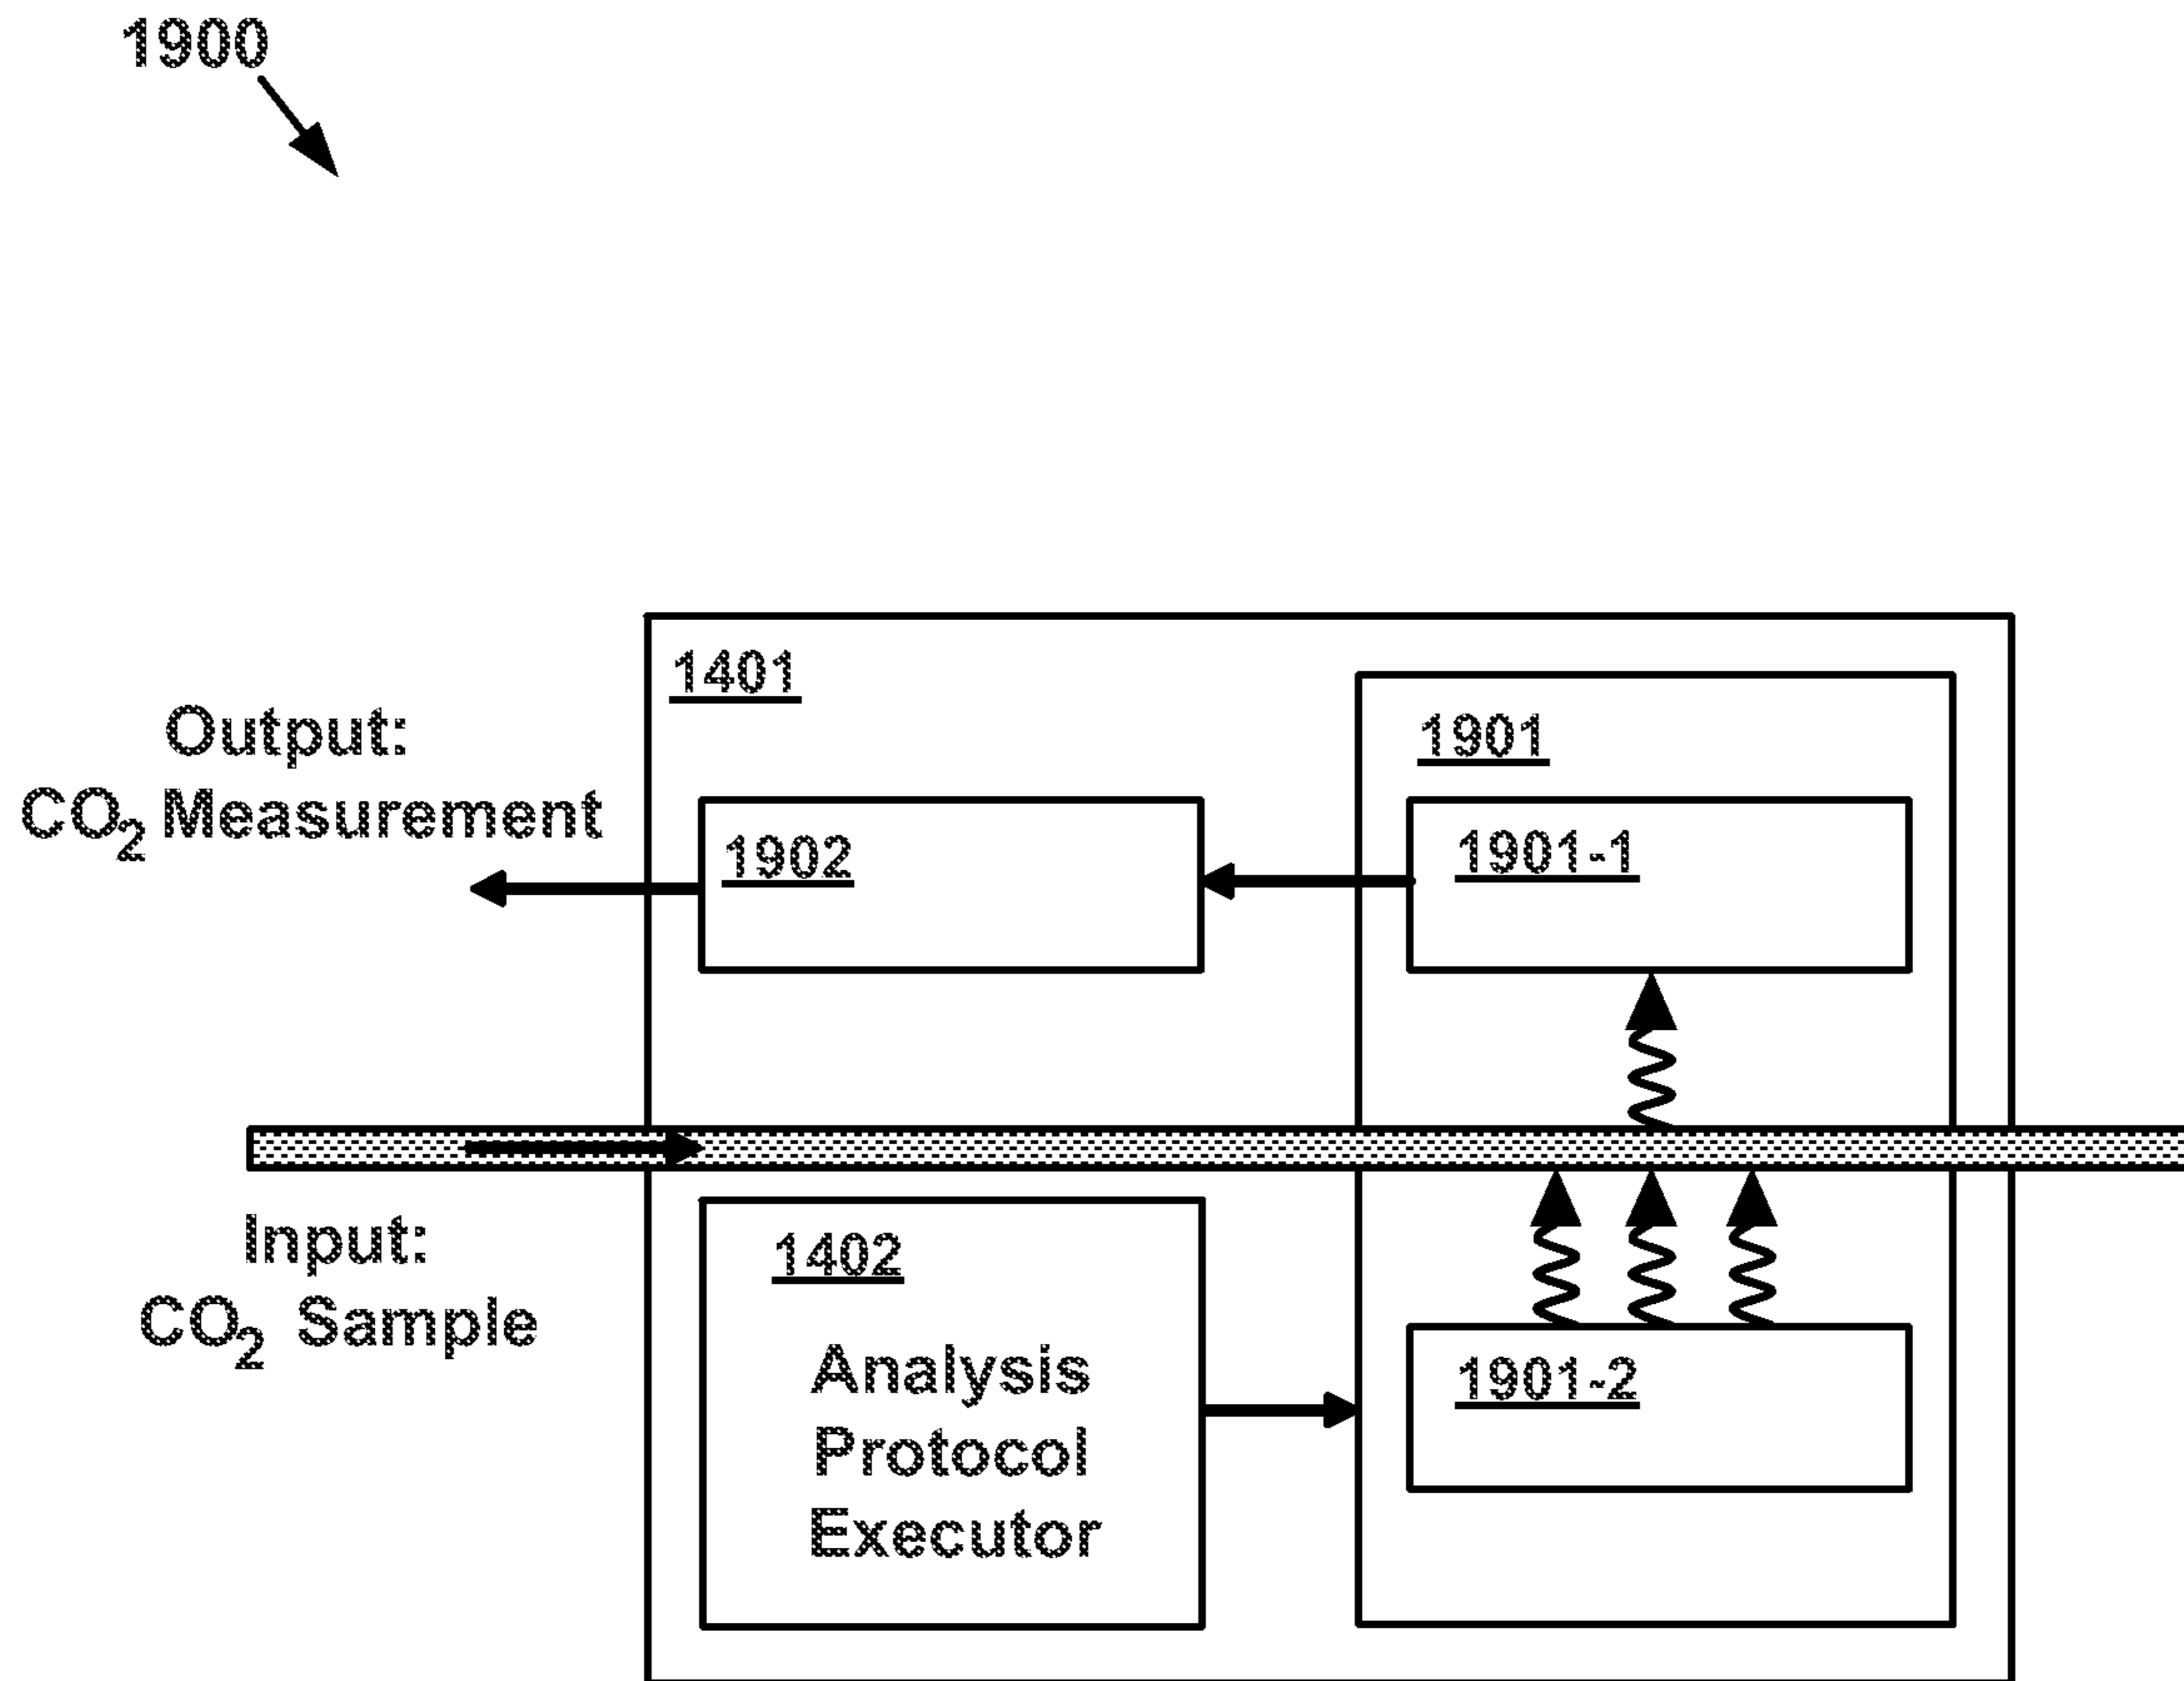 1900
1401
1901
Output:
CO₂ Measurement
1902
1901-1
Input:
CO₂ Sample
1402
Analysis
Protocol
Executor
1901-2